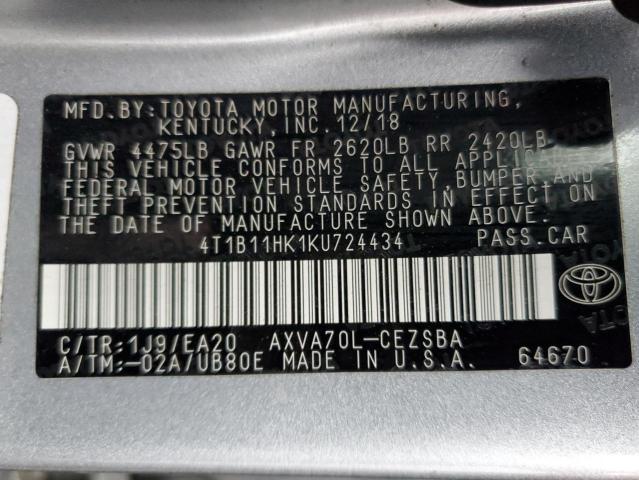 MFD.BY:TOYOTA MOTOR MANUFACTURING,
KENTUCKY,INC.12/18
GVWR 4475LB GAWR FR 2620LB RR 2420LB
THIS VEHICLE CONFORMS TO ALL APPLICABLE
FEDERAL MOTOR VEHICLE SAFETY,BUMPER AND
THEFT PREVENTION STANDARDS IN EFFECT ON
THE DATE OF MANUFACTURE SHOWN ABOVE.
4T1B11HK1KU724434 PASS.CAR
C/TR:1J9/EA20 AXVA70L-CEZSBA
A/TM:-02A/UB80E MADE IN U.S.A. 64670